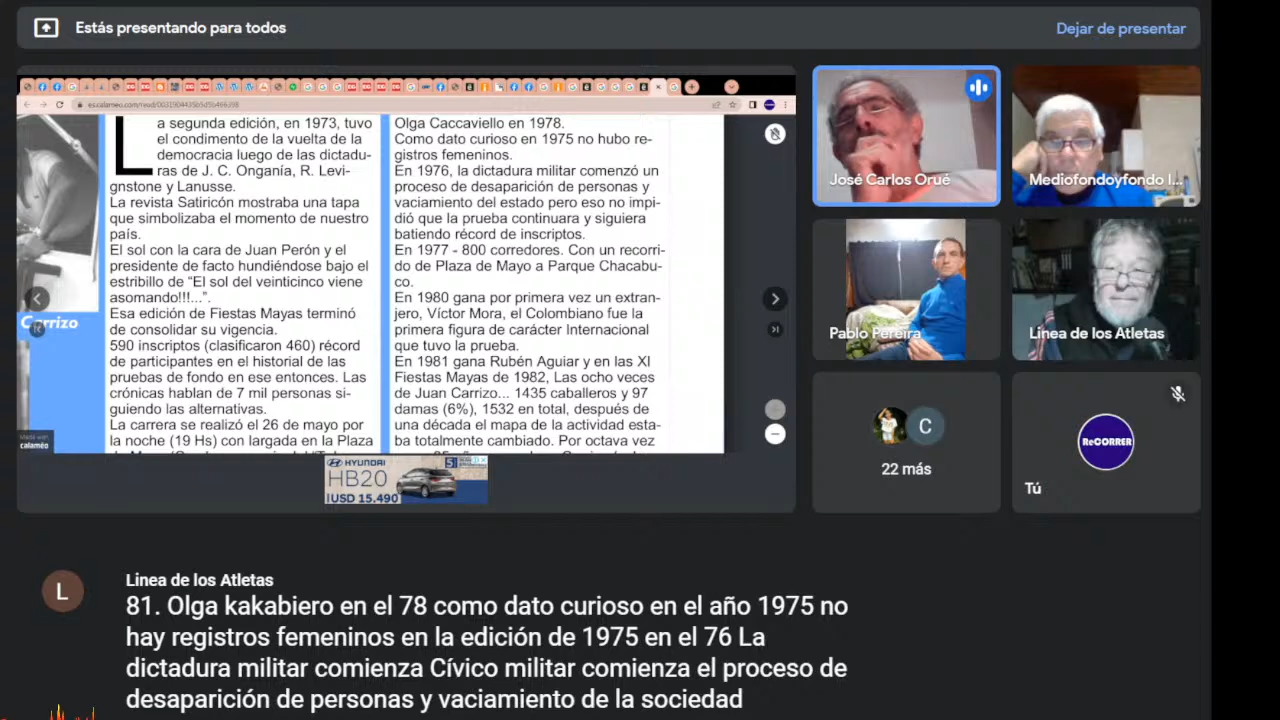 Estás presentando para todos
Dejar de presentar
L
a segunda edición, en 1973, tuvo
el condimento de la vuelta de la
democracia luego de las dictadu-
ras de J. C. Onganía, R. Levi-
gnstone y Lanusse.
La revista Satiricón mostraba una tapa
que simbolizaba el momento de nuestro
país.
El sol con la cara de Juan Perón y el
presidente de facto hundiéndose bajo el
estribillo de “El sol del veinticinco viene
asomando!!!...”.
Esa edición de Fiestas Mayas terminó
de consolidar su vigencia.
590 inscriptos (clasificaron 460) récord
de participantes en el historial de las
pruebas de fondo en ese entonces. Las
crónicas hablan de 7 mil personas si-
guiendo las alternativas.
La carrera se realizó el 26 de mayo por
la noche (19 Hs) con largada en la Plaza
Carrizo
Made with
calaméo
Olga Caccaviello en 1978.
Como dato curioso en 1975 no hubo re-
gistros femeninos.
En 1976, la dictadura militar comenzó un
proceso de desaparición de personas y
vaciamiento del estado pero eso no impi-
dió que la prueba continuara y siguiera
batiendo récord de inscriptos.
En 1977 - 800 corredores. Con un recorri-
do de Plaza de Mayo a Parque Chacabu-
co.
En 1980 gana por primera vez un extran-
jero, Víctor Mora, el Colombiano fue la
primera figura de carácter Internacional
que tuvo la prueba.
En 1981 gana Rubén Aguiar y en las XI
Fiestas Mayas de 1982, Las ocho veces
de Juan Carrizo... 1435 caballeros y 97
damas (6%), 1532 en total, después de
una década el mapa de la actividad esta-
ba totalmente cambiado. Por octava vez
HYUNDAI
HB20
USD 15.490
José Carlos Orué
Mediofondoyfondo l...
Pablo Pereira
Linea de los Atletas
C
22 más
ReCORRER
Tú
L
Linea de los Atletas
81. Olga kakabiero en el 78 como dato curioso en el año 1975 no
hay registros femeninos en la edición de 1975 en el 76 La
dictadura militar comienza Cívico militar comienza el proceso de
desaparición de personas y vaciamiento de la sociedad